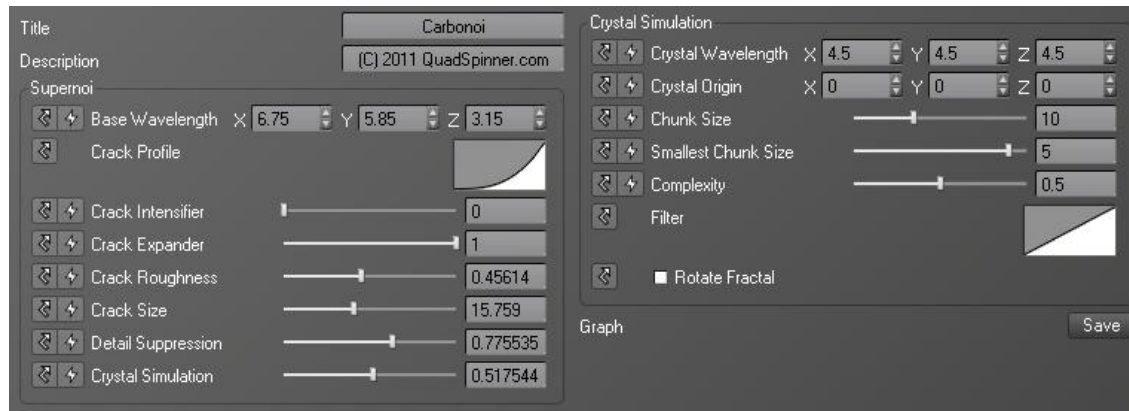 Title Carbonoi
Description (C) 2011 QuadSpinner.com
Supernoi
Base Wavelength X 6.75 Y 5.85 Z 3.15
Crack Profile
Crack Intensifier 0
Crack Expander 1
Crack Roughness 0.45614
Crack Size 15.759
Detail Suppression 0.775535
Crystal Simulation 0.517544
Crystal Simulation
Crystal Wavelength X 4.5 Y 4.5 Z 4.5
Crystal Origin X 0 Y 0 Z 0
Chunk Size 10
Smallest Chunk Size 5
Complexity 0.5
Filter
Rotate Fractal
Graph Save